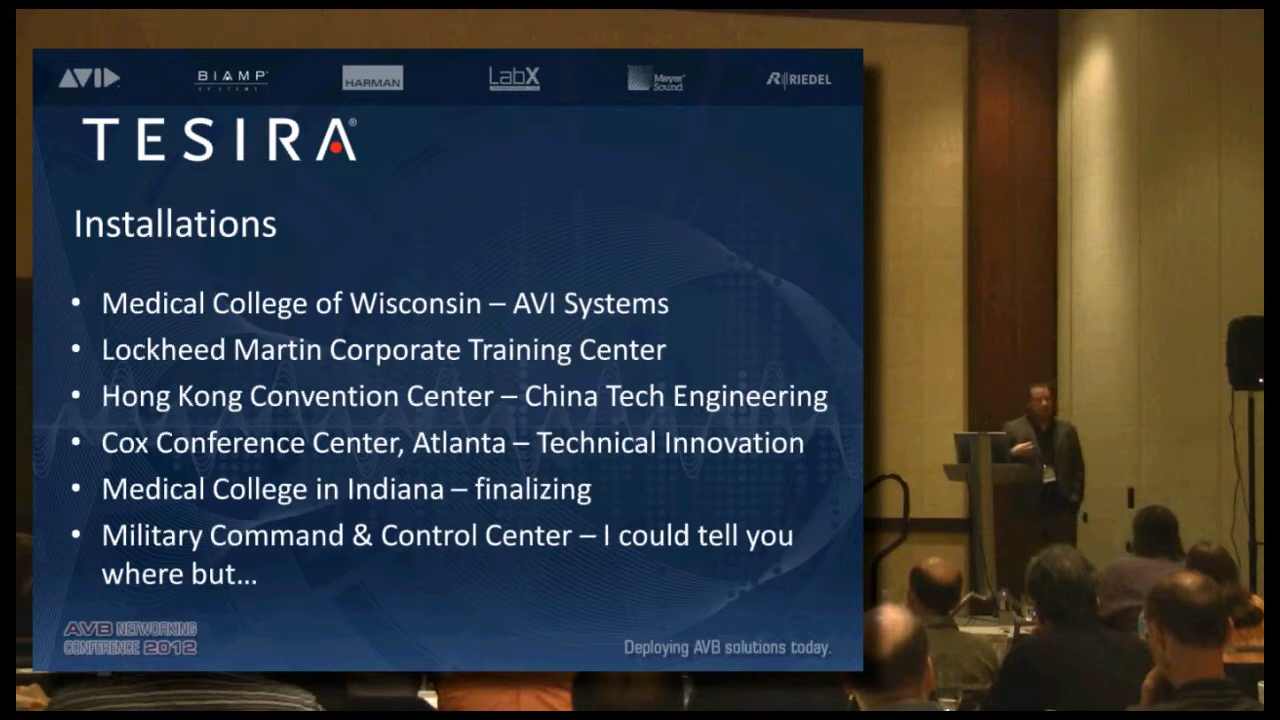 AVID
BIAMP SYSTEMS
HARMAN
LabX
Meyer Sound
RIEDEL
TESIRA®
Installations
• Medical College of Wisconsin – AVI Systems
• Lockheed Martin Corporate Training Center
• Hong Kong Convention Center – China Tech Engineering
• Cox Conference Center, Atlanta – Technical Innovation
• Medical College in Indiana – finalizing
• Military Command & Control Center – I could tell you
where but...
AVB NETWORKING
CONFERENCE 2012
Deploying AVB solutions today.